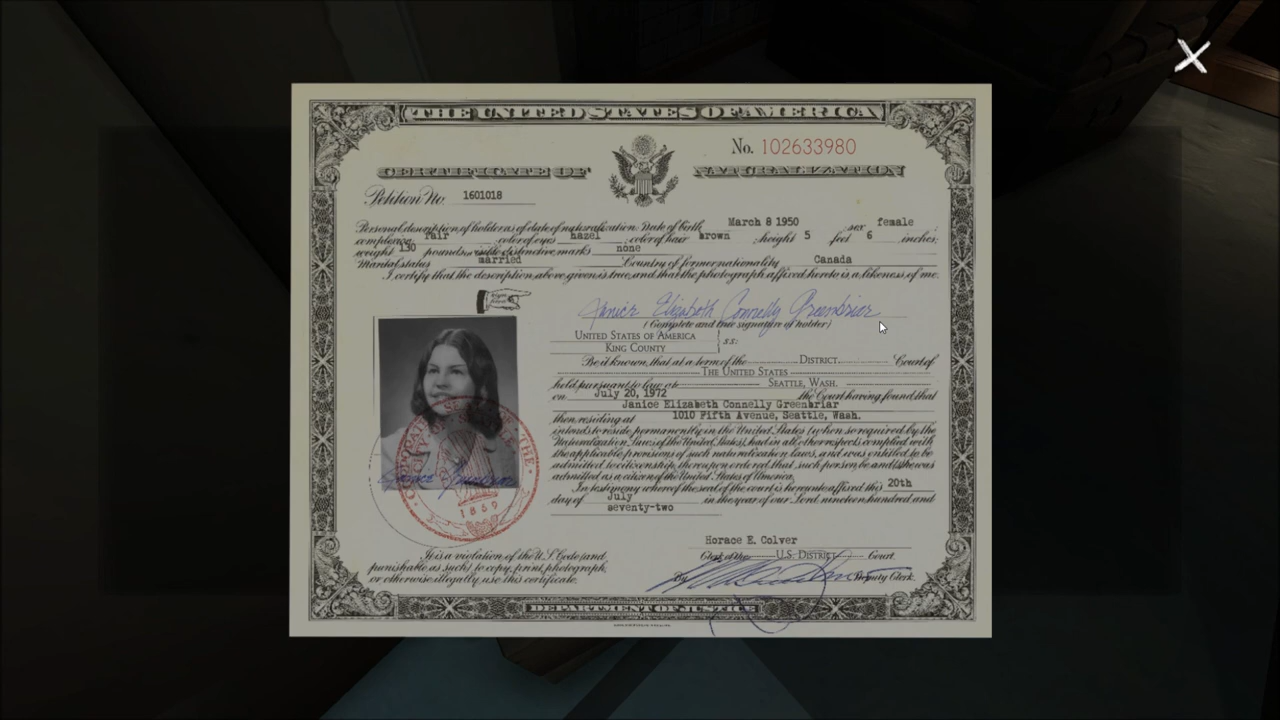 THE UNITED STATES OF AMERICA
No. 102633980
CERTIFICATE OF NATURALIZATION
Petition No. 1601018
Personal description of holder as of date of naturalization: Date of birth March 8 1950 sex female
complexion fair color of eyes hazel ; color of hair brown ; height 5 feet 6 inches;
weight 130 pounds, visible distinctive marks none
Marital status married Country of former nationality Canada
I certify that the description above given is true, and that the photograph affixed hereto is a likeness of me.
Janice Elizabeth Connelly Greenbriar
(Complete and true signature of holder)
UNITED STATES OF AMERICA
KING COUNTY
ss:
Be it known, that at a term of the DISTRICT Court of
THE UNITED STATES
held pursuant to law at SEATTLE, WASH.
on July 20, 1972 the Court having found that
Janice Elizabeth Connelly Greenbriar
then residing at 1010 Fifth Avenue, Seattle, Wash.
intends to reside permanently in the United States (when so required by the
Naturalization Laws of the United States), had in all other respects complied with
the applicable provisions of such naturalization laws, and was entitled to be
admitted to citizenship, thereupon ordered that such person be and (s)he was
admitted as a citizen of the United States of America.
In testimony whereof the seal of the court is hereunto affixed this 20th
day of July in the year of our Lord nineteen hundred and
seventy-two
Janice Greenbriar
1869
It is a violation of the U.S. Code (and
punishable as such) to copy, print, photograph,
or otherwise illegally use this certificate.
Horace E. Colver
Clerk of the U.S. DISTRICT Court.
By Deputy Clerk.
DEPARTMENT OF JUSTICE